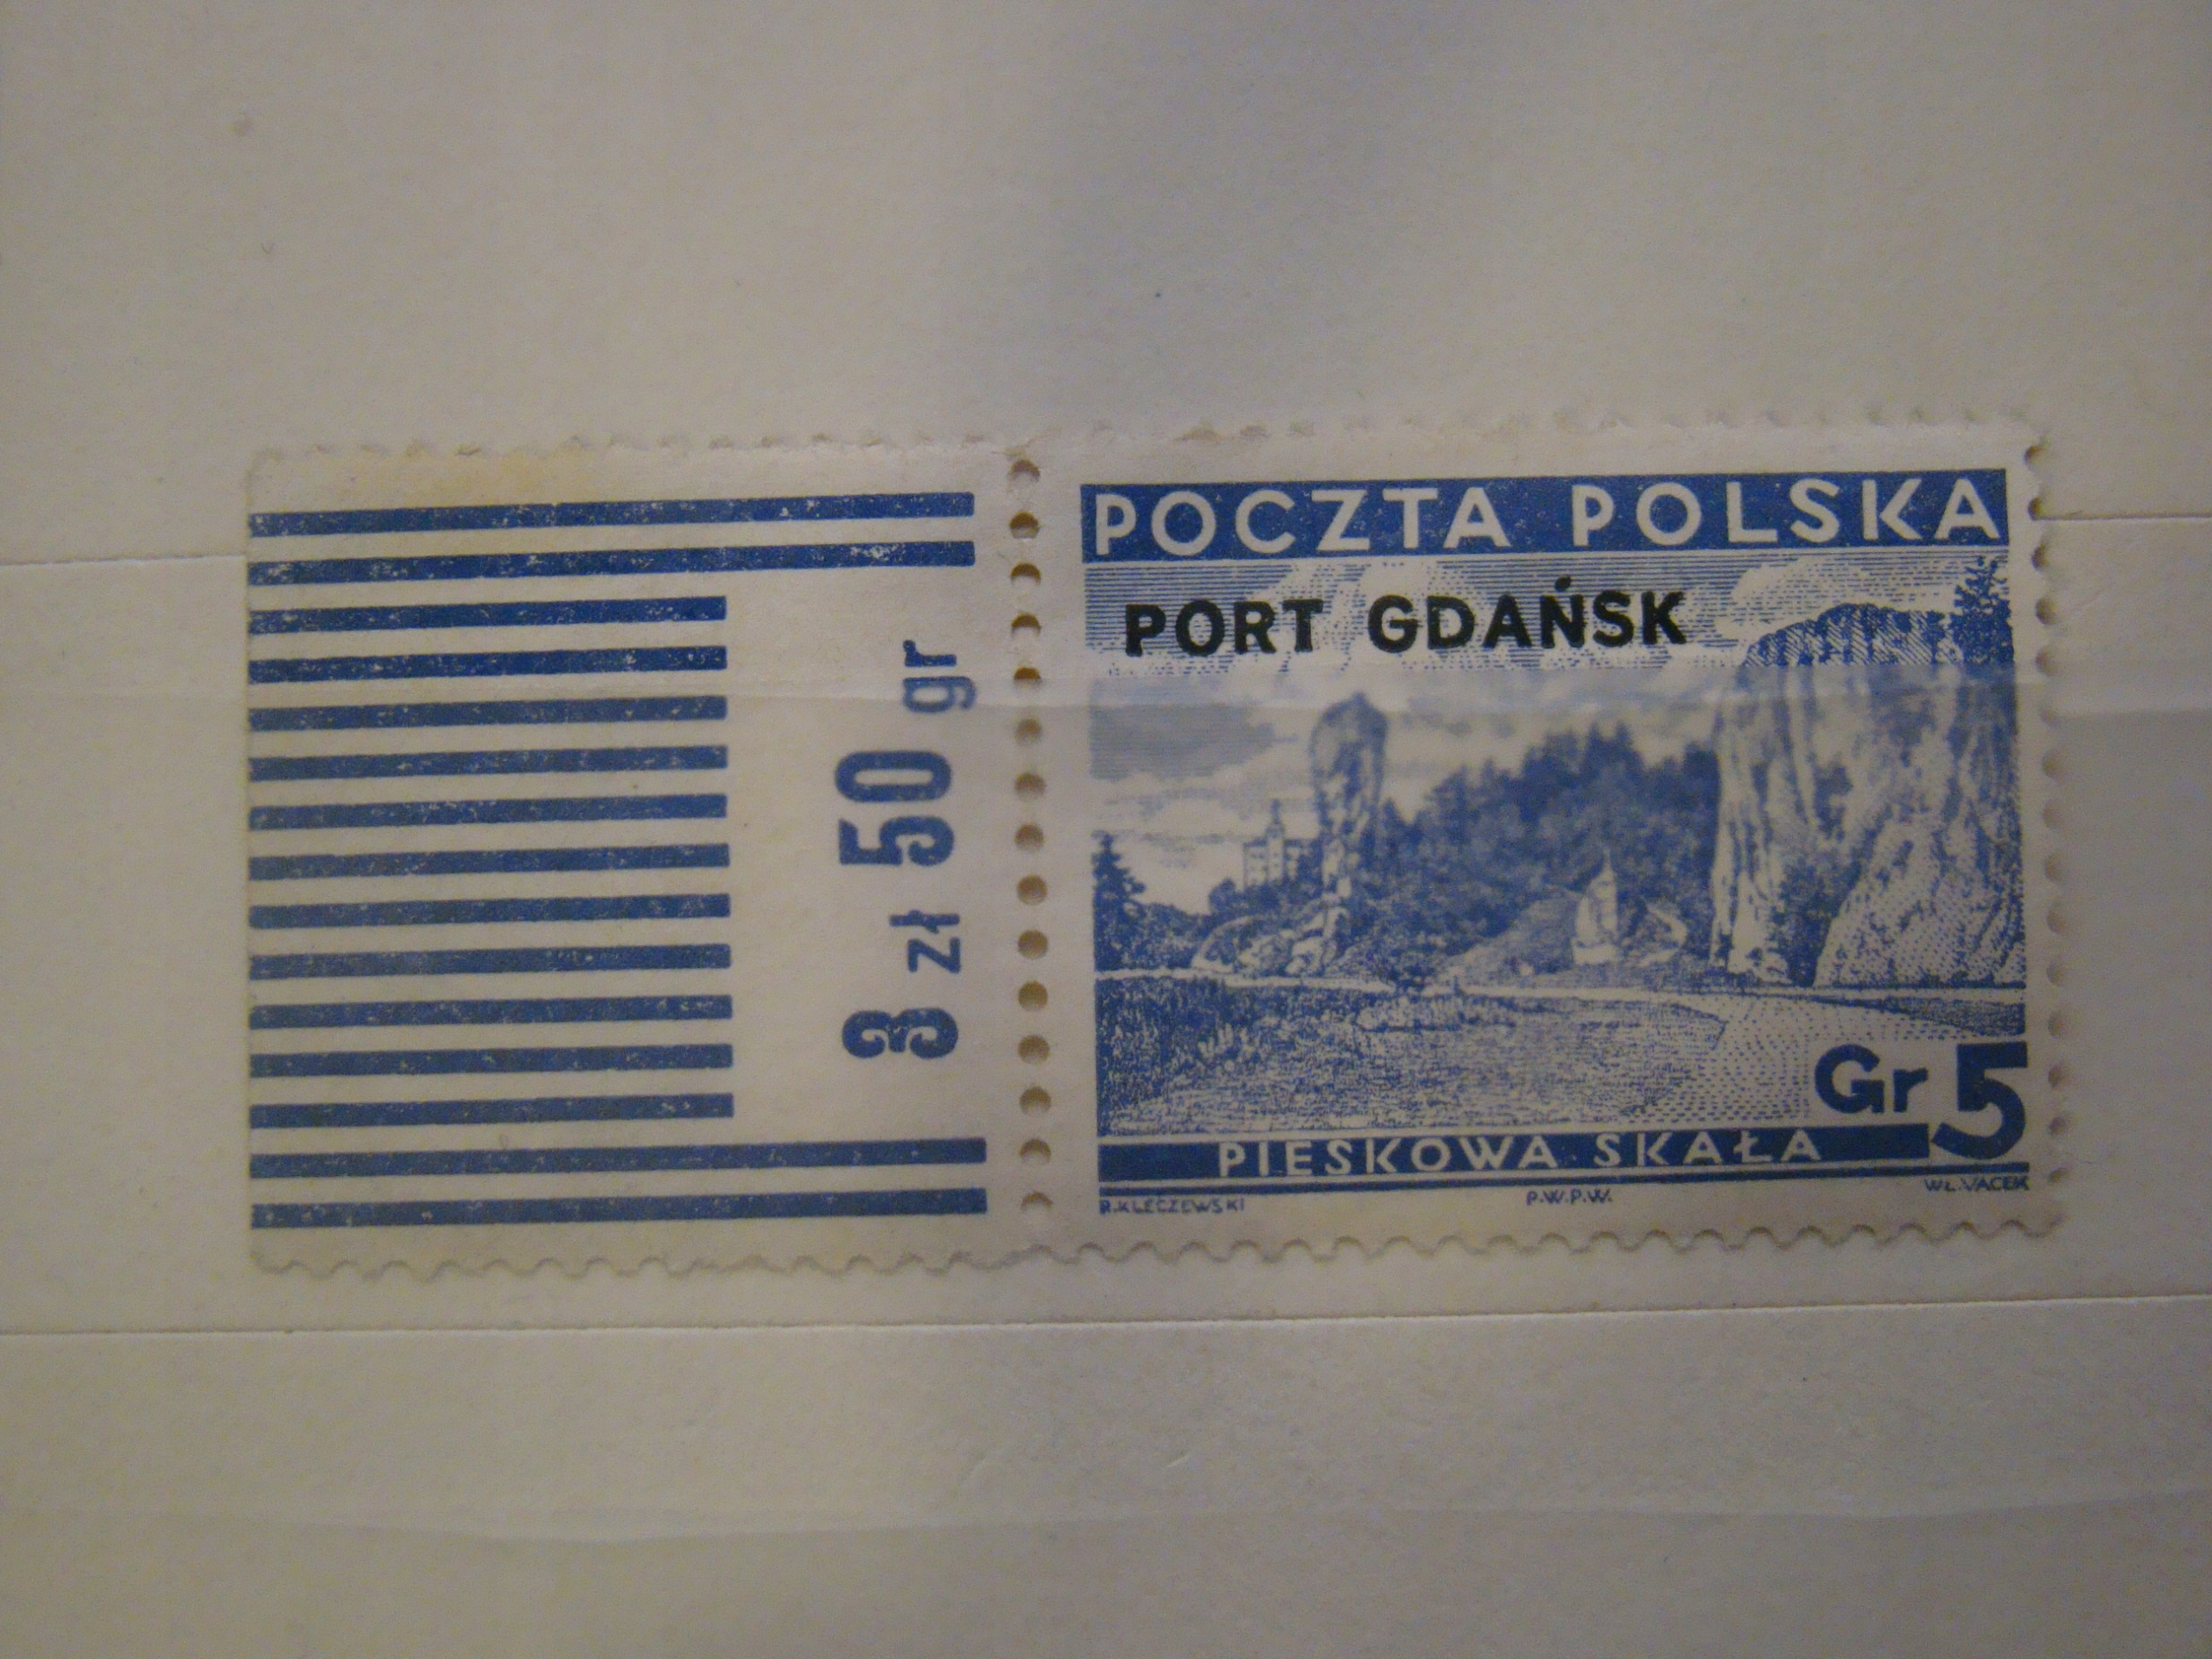 3 zł 50 gr
POCZTA POLSKA
PORT GDAŃSK
Gr 5
PIESKOWA SKAŁA
R.KLECZEWSKI P.W.P.W. WŁ.VACEK